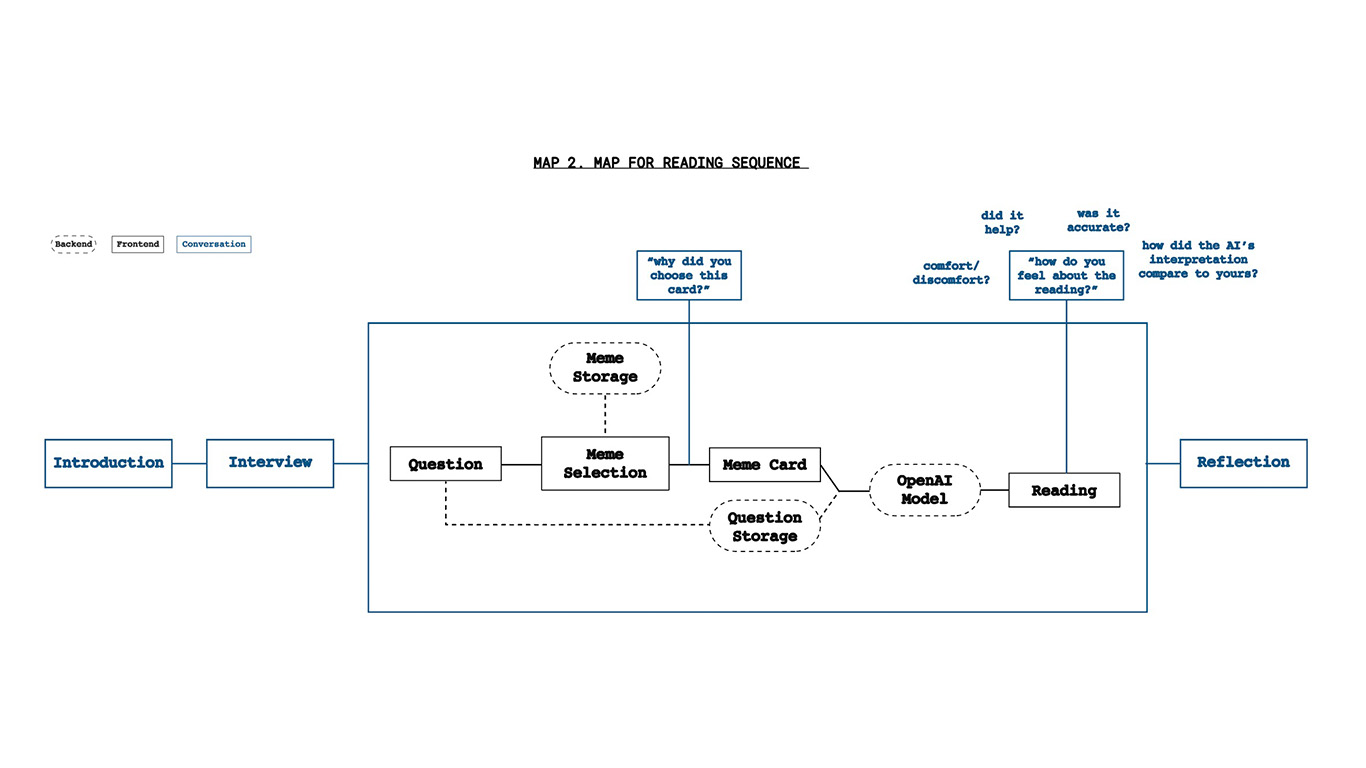 MAP 2. MAP FOR READING SEQUENCE
Backend
Frontend
Conversation
did it
help?
was it
accurate?
comfort/
discomfort?
how did the AI’s
interpretation
compare to yours?
“why did you
choose this
card?”
“how do you
feel about the
reading?”
Meme
Storage
Introduction
Interview
Question
Meme
Selection
Meme Card
Question
Storage
OpenAI
Model
Reading
Reflection